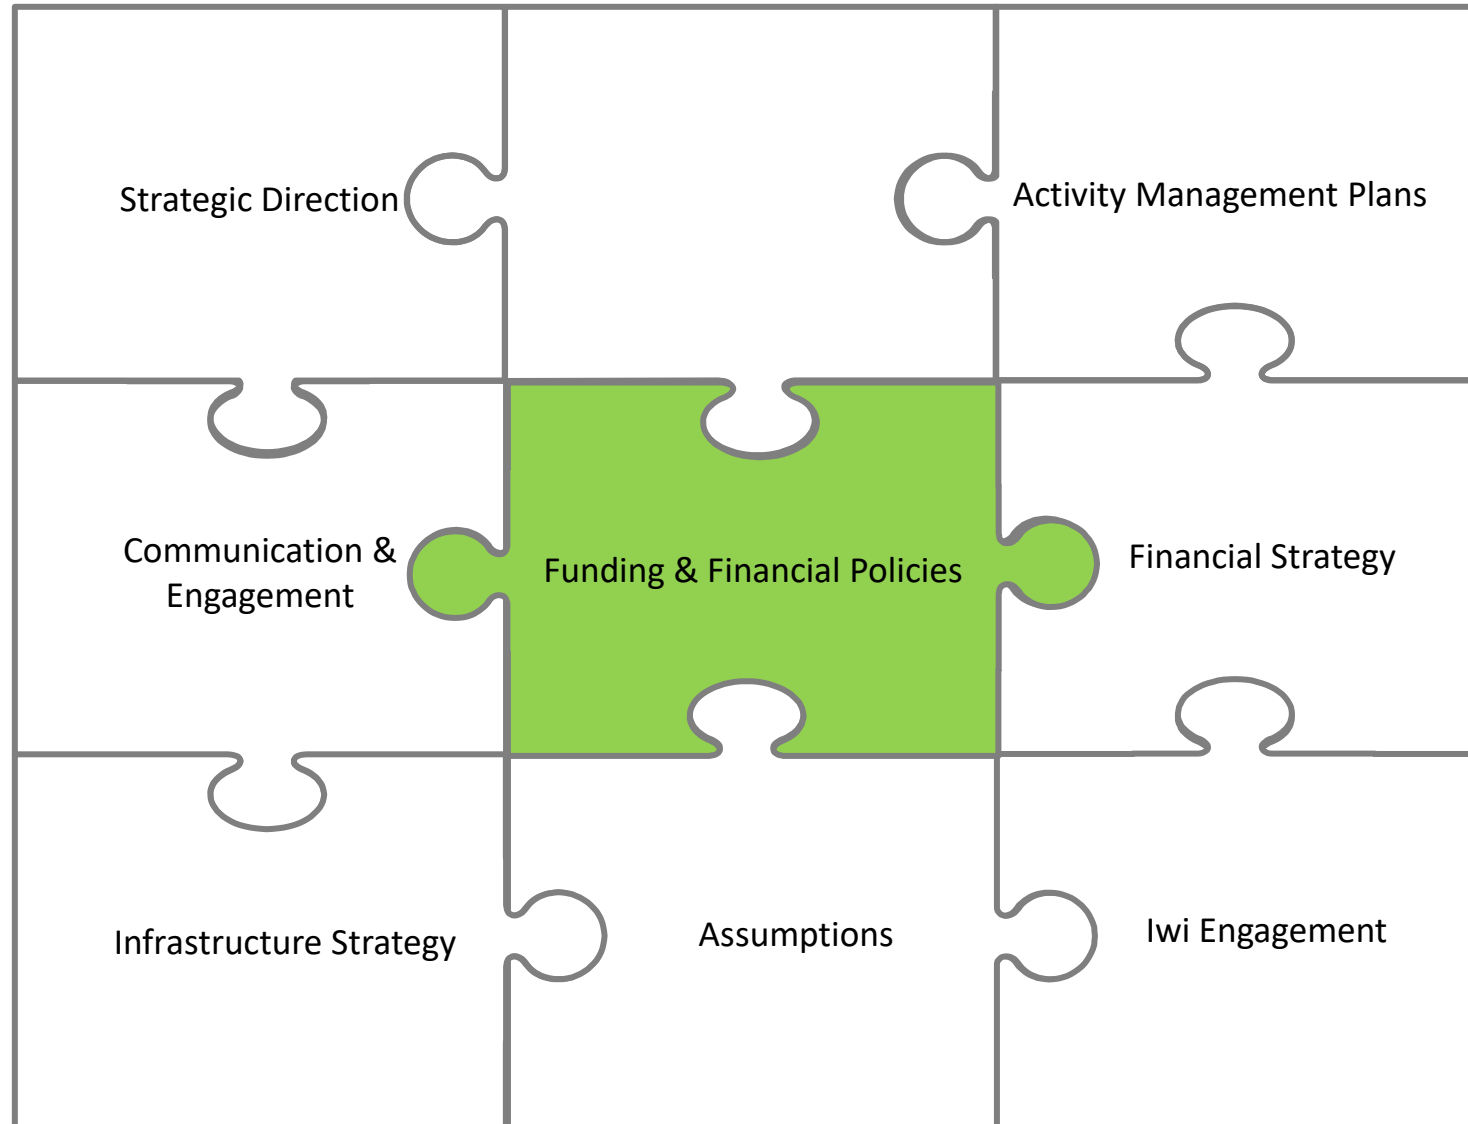 Strategic Direction
Activity Management Plans
Communication &
Engagement
Funding & Financial Policies
Financial Strategy
Infrastructure Strategy
Assumptions
Iwi Engagement